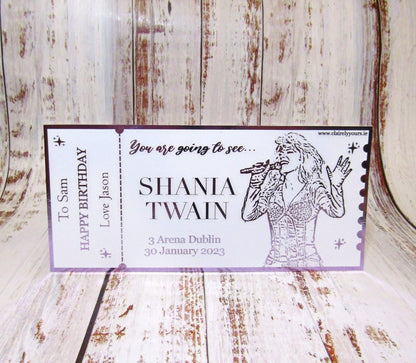 To Sam
HAPPY BIRTHDAY
Love Jason
You are going to see...
www.clairelyyours.ie
SHANIA
TWAIN
3 Arena Dublin
30 January 2023